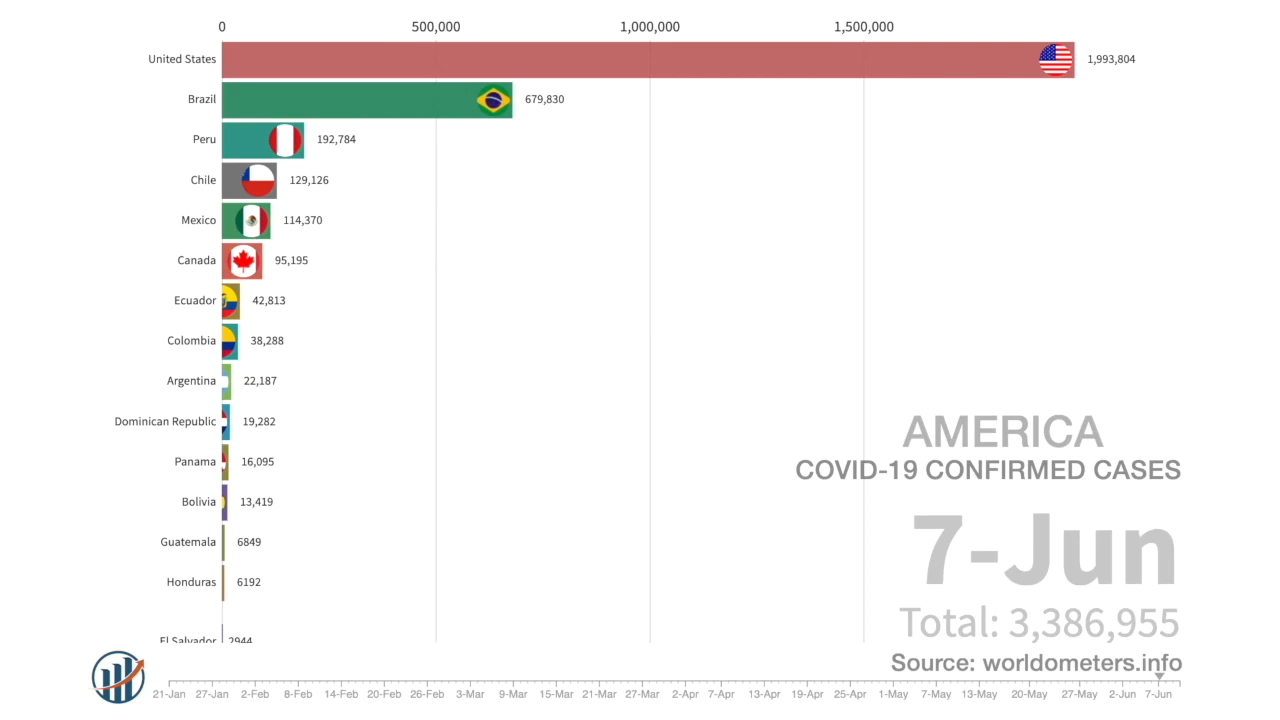 0 500,000 1,000,000 1,500,000
United States 1,993,804
Brazil 679,830
Peru 192,784
Chile 129,126
Mexico 114,370
Canada 95,195
Ecuador 42,813
Colombia 38,288
Argentina 22,187
Dominican Republic 19,282
Panama 16,095
Bolivia 13,419
Guatemala 6849
Honduras 6192
El Salvador 2944
AMERICA
COVID-19 CONFIRMED CASES
7-Jun
Total: 3,386,955
Source: worldometers.info
21-Jan 27-Jan 2-Feb 8-Feb 14-Feb 20-Feb 26-Feb 3-Mar 9-Mar 15-Mar 21-Mar 27-Mar 2-Apr 7-Apr 13-Apr 19-Apr 25-Apr 1-May 7-May 13-May 20-May 27-May 2-Jun 7-Jun